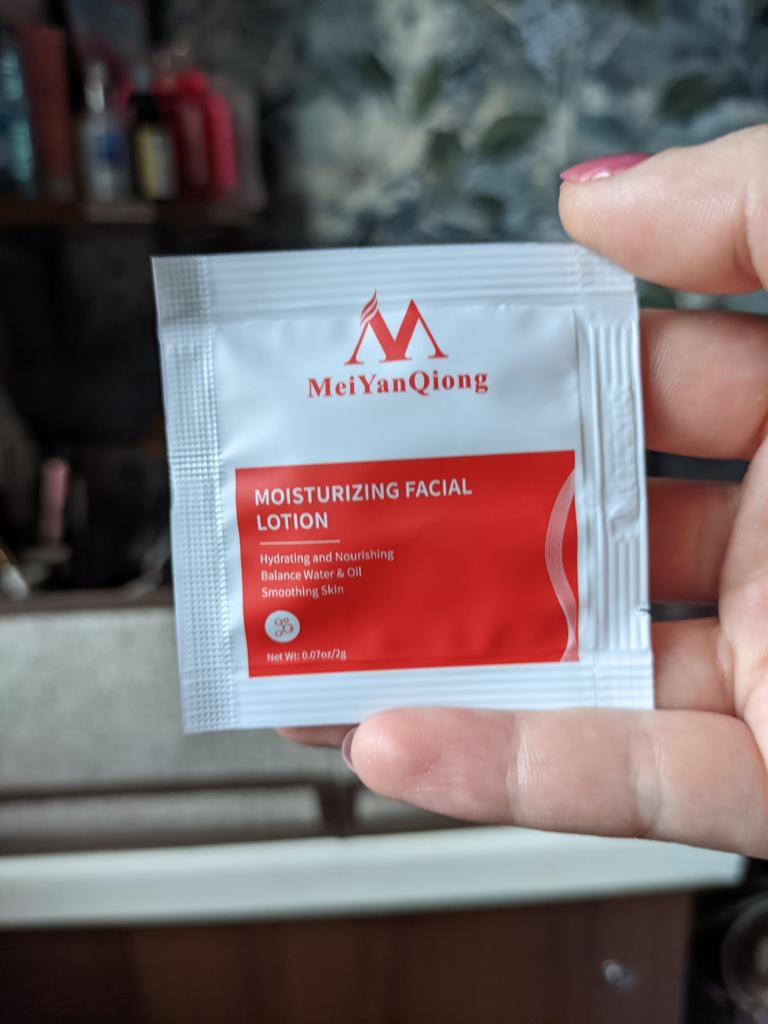 MeiYanQiong
MOISTURIZING FACIAL
LOTION
Hydrating and Nourishing
Balance Water & Oil
Smoothing Skin
Net Wt: 0.07oz/2g